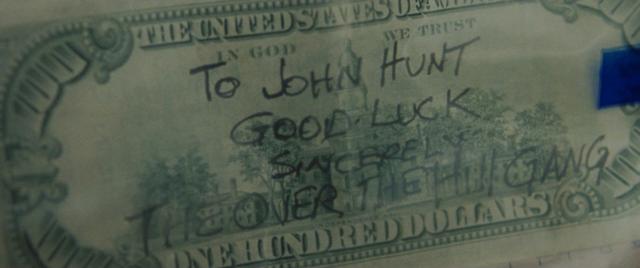 THE UNITED STATES OF
IN GOD WE TRUST
TO JOHN HUNT
GOOD LUCK
SINCERELY
THE OVER THE HILL GANG
ONE HUNDRED DOLLARS